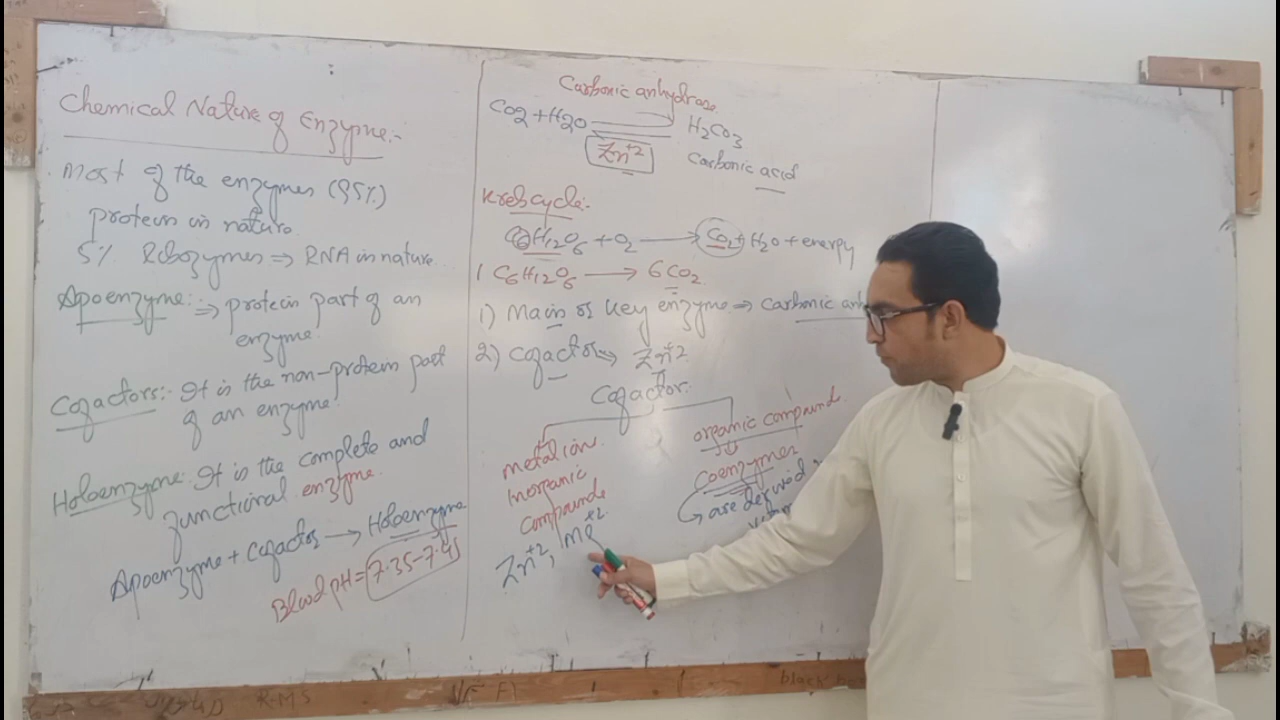 Chemical Nature of Enzyme:-
Most of the enzymes (95%)
protein in nature.
5% Ribozymes ⇒ RNA in nature.
Apoenzyme:⇒ protein part of an
enzyme.
Cofactors:- It is the non-protein part
of an enzyme.
Holoenzyme: It is the complete and
functional enzyme.
Apoenzyme + Cofactor → Holoenzyme
Blood pH = 7.35-7.45
Carbonic anhydrase.
CO2 + H2O
H2CO3
Zn+2
Carbonic acid
Krebcycle:-
C6H12O6 + O2 → CO2 + H2O + energy
1 C6H12O6 → 6CO2.
1) Main or key enzyme ⇒ carbonic
2) Cofactor ⇒ Zn+2
Cofactor:
metal ion.
Inorganic
compounds
Zn+2, Mg+2
organic compounds.
coenzymes
are derived
black